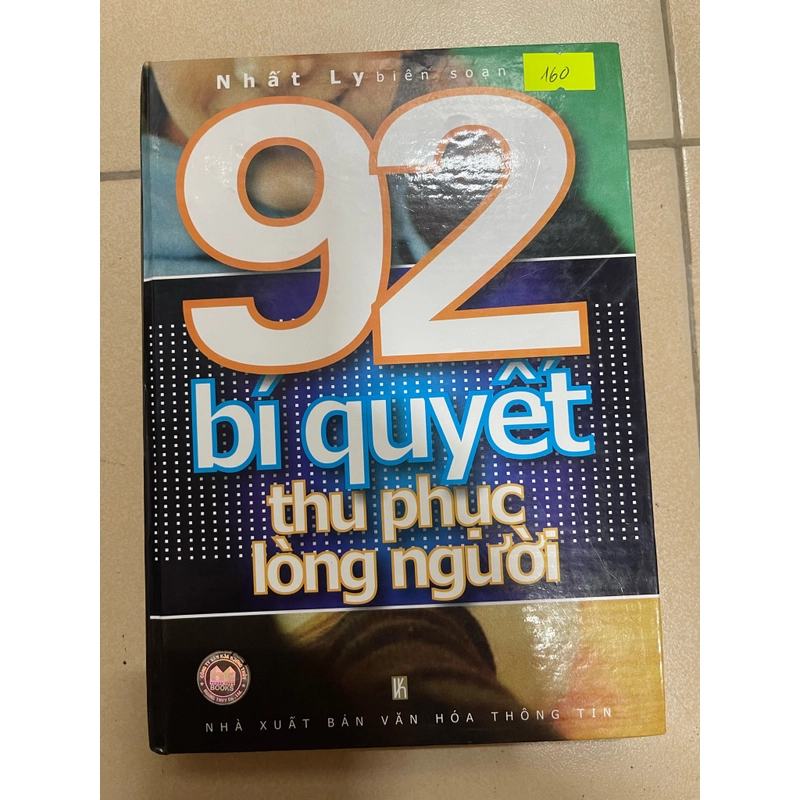 Nhất Ly biên soạn
160
92
bí quyết
thu phục
lòng người
BOOKS
NHÀ XUẤT BẢN VĂN HÓA THÔNG TIN